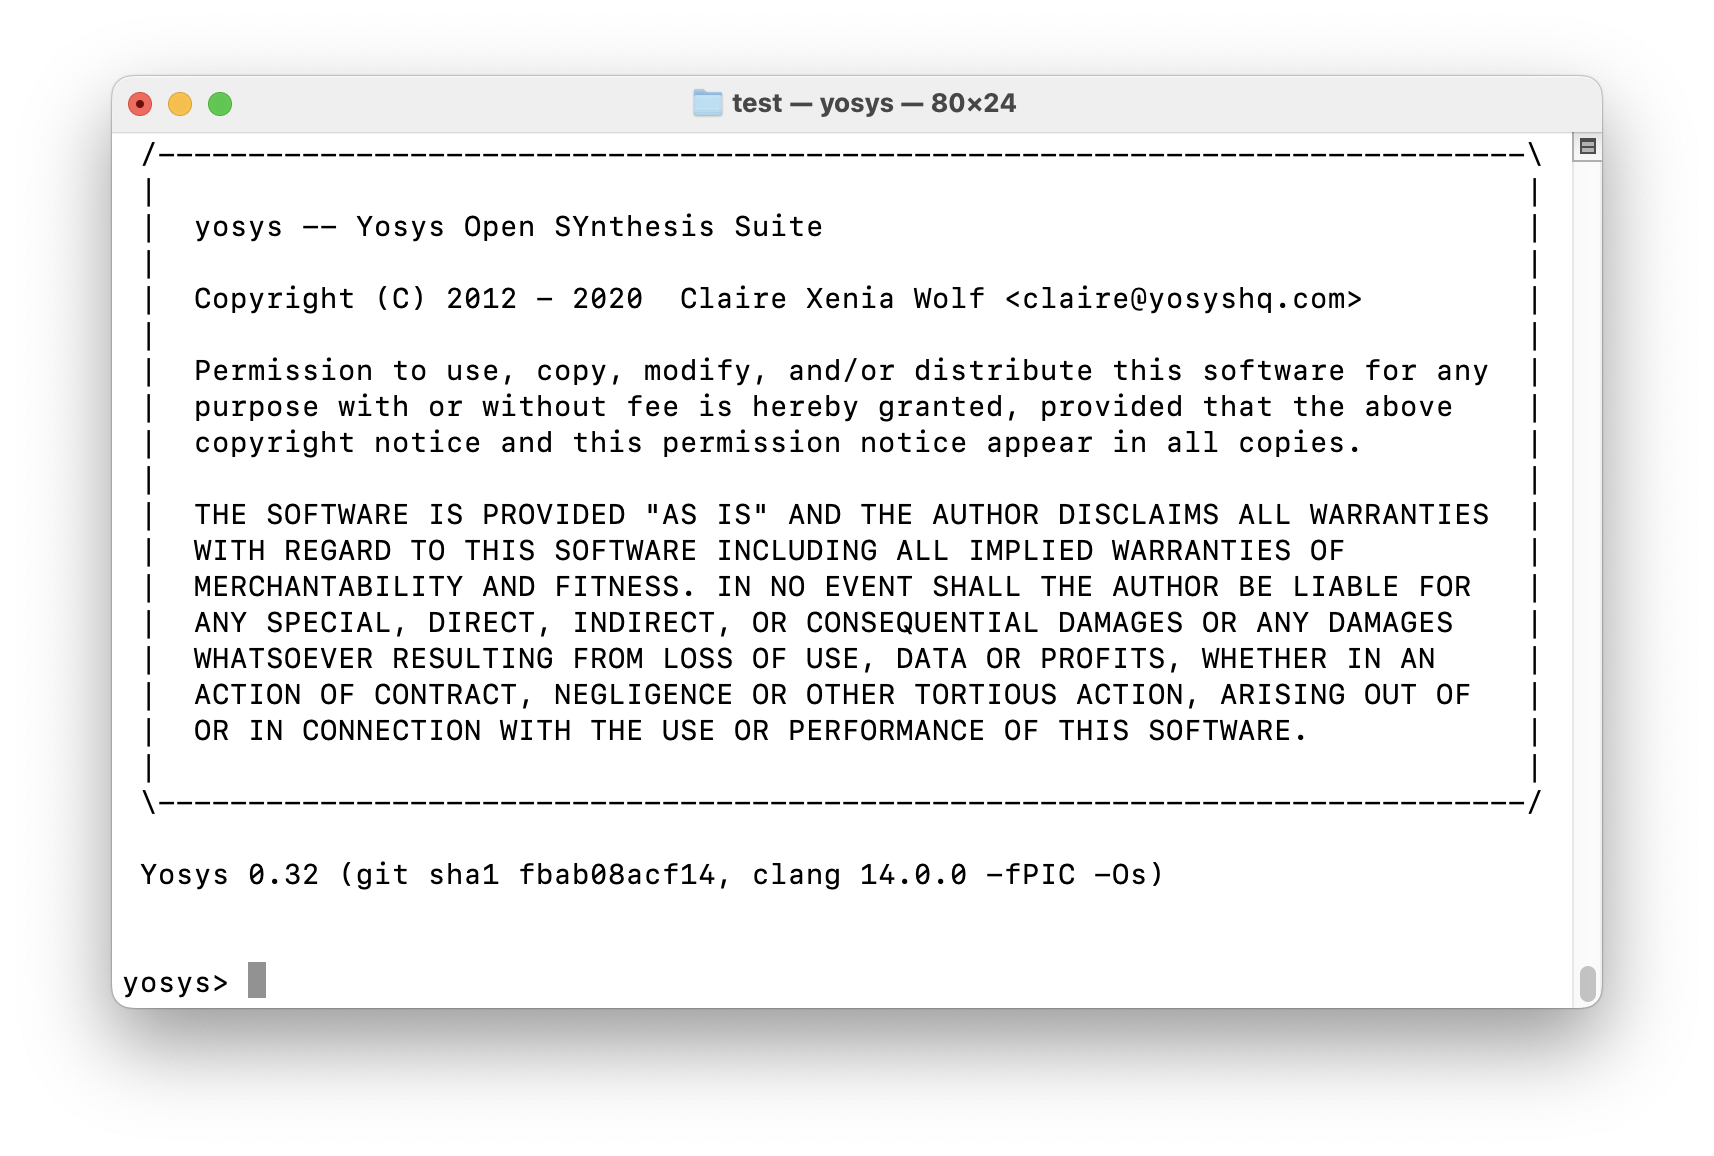 test — yosys — 80×24
/----------------------------------------------------------------------------\
|                                                                            |
|  yosys -- Yosys Open SYnthesis Suite                                       |
|                                                                            |
|  Copyright (C) 2012 - 2020  Claire Xenia Wolf <claire@yosyshq.com>         |
|                                                                            |
|  Permission to use, copy, modify, and/or distribute this software for any  |
|  purpose with or without fee is hereby granted, provided that the above    |
|  copyright notice and this permission notice appear in all copies.         |
|                                                                            |
|  THE SOFTWARE IS PROVIDED "AS IS" AND THE AUTHOR DISCLAIMS ALL WARRANTIES  |
|  WITH REGARD TO THIS SOFTWARE INCLUDING ALL IMPLIED WARRANTIES OF          |
|  MERCHANTABILITY AND FITNESS. IN NO EVENT SHALL THE AUTHOR BE LIABLE FOR   |
|  ANY SPECIAL, DIRECT, INDIRECT, OR CONSEQUENTIAL DAMAGES OR ANY DAMAGES    |
|  WHATSOEVER RESULTING FROM LOSS OF USE, DATA OR PROFITS, WHETHER IN AN     |
|  ACTION OF CONTRACT, NEGLIGENCE OR OTHER TORTIOUS ACTION, ARISING OUT OF   |
|  OR IN CONNECTION WITH THE USE OR PERFORMANCE OF THIS SOFTWARE.            |
|                                                                            |
\----------------------------------------------------------------------------/
Yosys 0.32 (git sha1 fbab08acf14, clang 14.0.0 -fPIC -Os)
yosys>